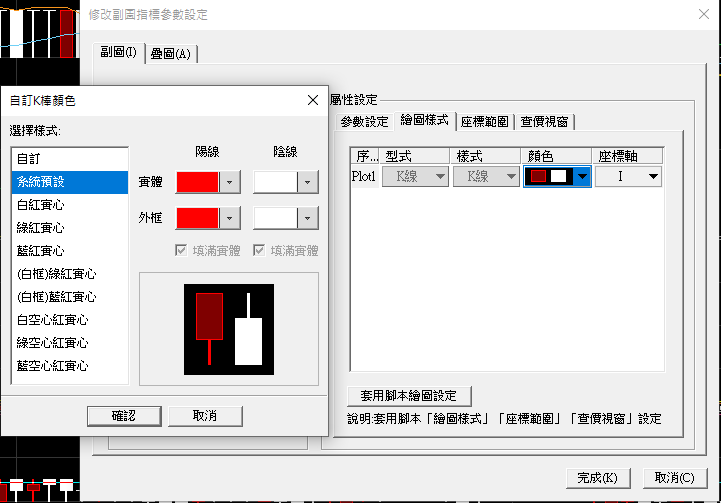 修改副圖指標參數設定
副圖(I)
疊圖(A)
屬性設定
參數設定
繪圖樣式
座標範圍
查價視窗
序... 型式 樣式 顏色 座標軸
Plot1 K線 K線 I
套用腳本繪圖設定
說明:套用腳本「繪圖樣式」「座標範圍」「查價視窗」設定
完成(K)
取消(C)
自訂K棒顏色
選擇樣式:
自訂
系統預設
白紅實心
綠紅實心
藍紅實心
(白框)綠紅實心
(白框)藍紅實心
白空心紅實心
綠空心紅實心
藍空心紅實心
陽線 陰線
實體
外框
填滿實體 填滿實體
確認
取消